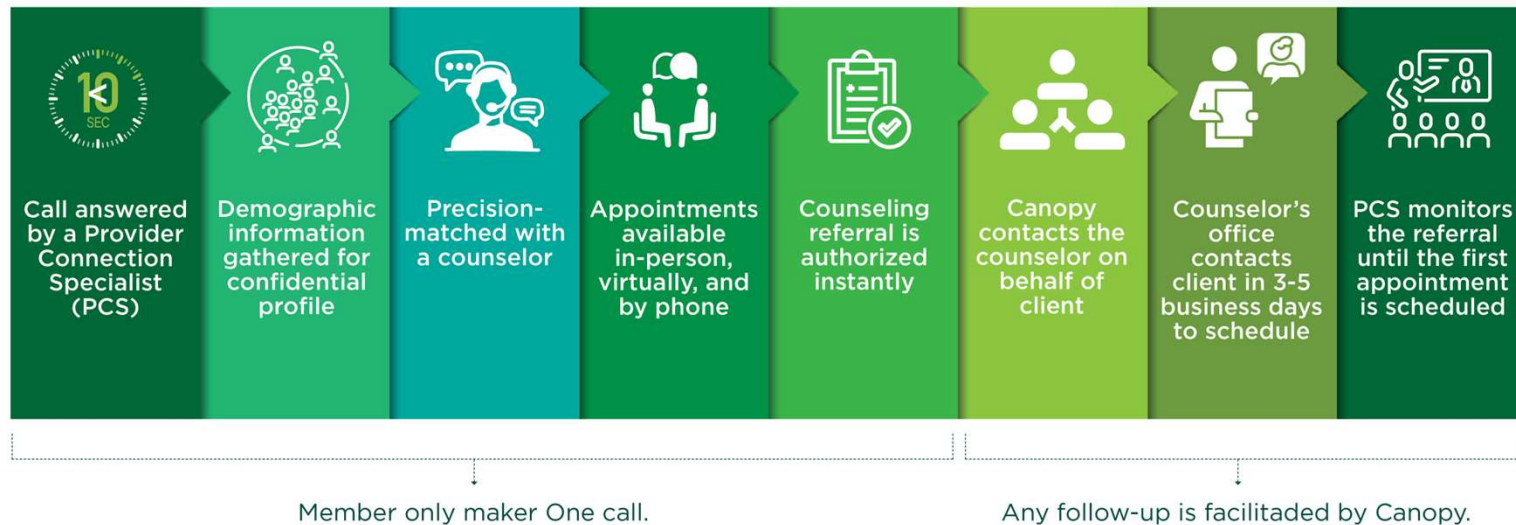 < 10
SEC
Call answered
by a Provider
Connection
Specialist
(PCS)
Demographic
information
gathered for
confidential
profile
Precision-
matched with
a counselor
Appointments
available
in-person,
virtually, and
by phone
Counseling
referral is
authorized
instantly
Canopy
contacts the
counselor on
behalf of
client
Counselor’s
office
contacts
client in 3-5
business days
to schedule
PCS monitors
the referral
until the first
appointment
is scheduled
Member only maker One call.
Any follow-up is facilitaded by Canopy.